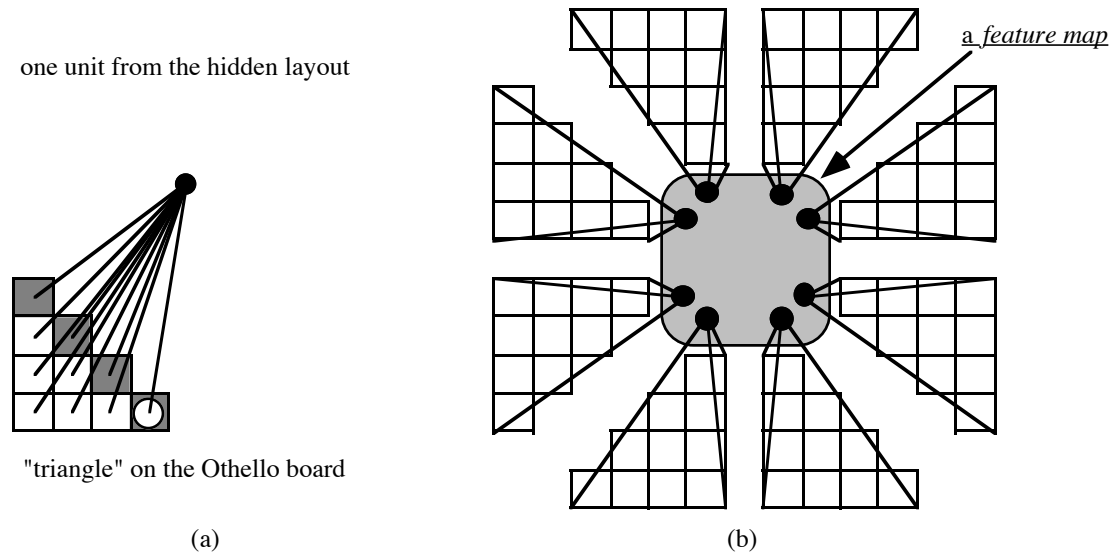 one unit from the hidden layout
a feature map
"triangle" on the Othello board
(a)
(b)